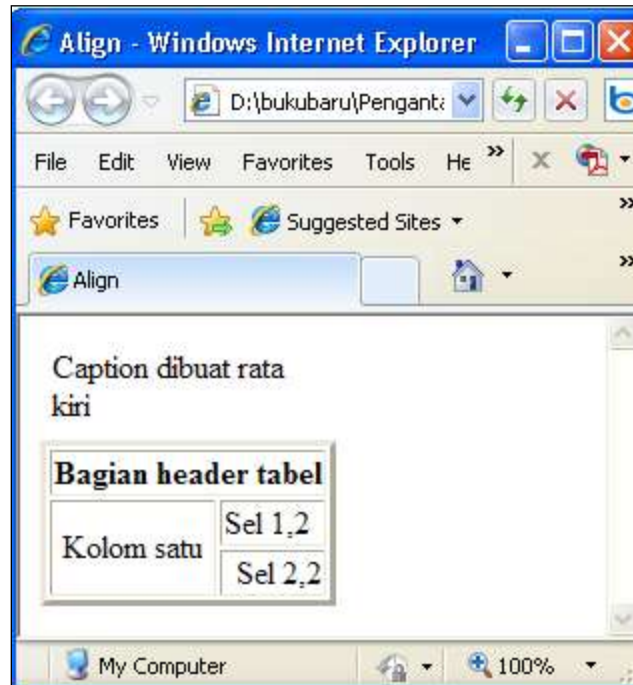 Align - Windows Internet Explorer
D:\bukubaru\Penganta
File Edit View Favorites Tools He »
Favorites Suggested Sites »
Align »
Caption dibuat rata
kiri
Bagian header tabel
Kolom satu
Sel 1,2
Sel 2,2
My Computer 100%